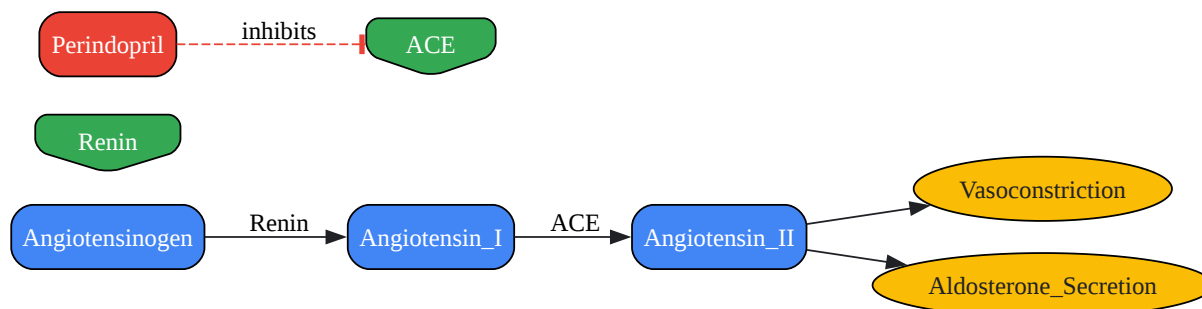 Perindopril
inhibits
ACE
Renin
Angiotensinogen
Renin
Angiotensin_I
ACE
Angiotensin_II
Vasoconstriction
Aldosterone_Secretion